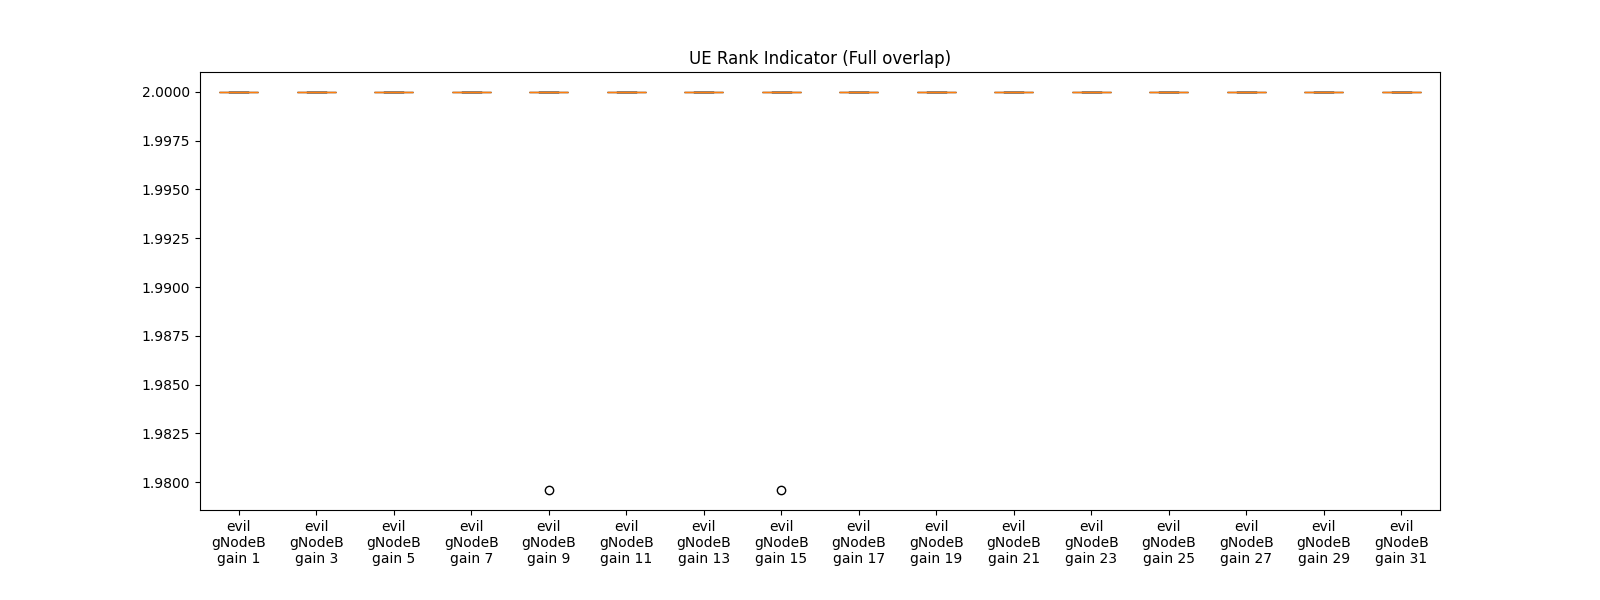 UE Rank Indicator (Full overlap)
2.0000
1.9975
1.9950
1.9925
1.9900
1.9875
1.9850
1.9825
1.9800
evil
gNodeB
gain 1
evil
gNodeB
gain 3
evil
gNodeB
gain 5
evil
gNodeB
gain 7
evil
gNodeB
gain 9
evil
gNodeB
gain 11
evil
gNodeB
gain 13
evil
gNodeB
gain 15
evil
gNodeB
gain 17
evil
gNodeB
gain 19
evil
gNodeB
gain 21
evil
gNodeB
gain 23
evil
gNodeB
gain 25
evil
gNodeB
gain 27
evil
gNodeB
gain 29
evil
gNodeB
gain 31